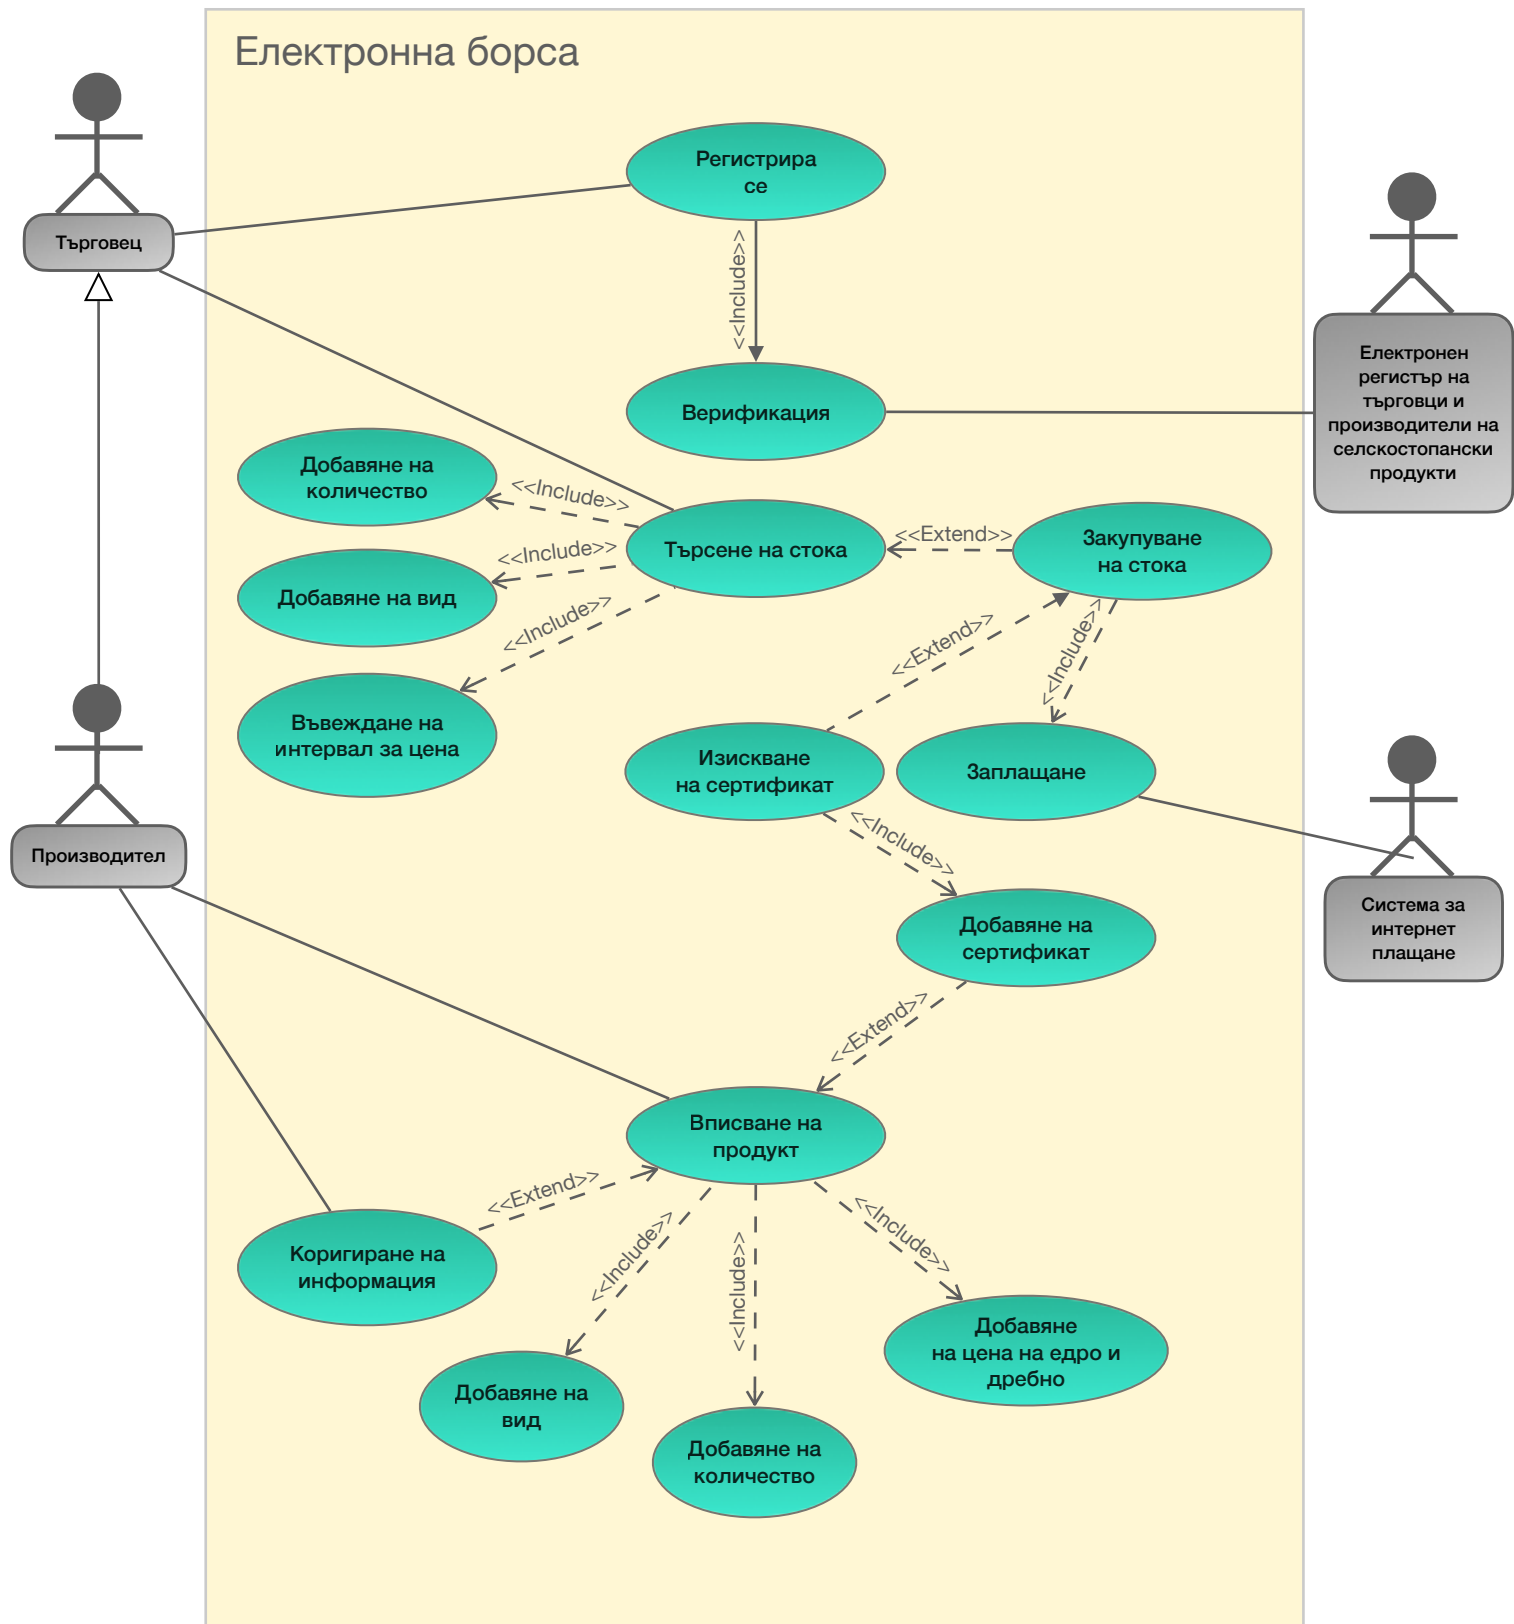 Електронна борса
Регистрира
се
Търговец
<<Include>>
Електронен
регистър на
търговци и
производители на
селскостопански
продукти
Верификация
Добавяне на
количество
<<Include>>
Търсене на стока
<<Extend>>
Закупуване
на стока
<<Include>>
Добавяне на вид
<<Include>>
<<Extend>>
<<Include>>
Въвеждане на
интервал за цена
Изискване
на сертификат
Заплащане
Производител
<<Include>>
Система за
интернет
плащане
Добавяне на
сертификат
<<Extend>>
Вписване на
продукт
<<Extend>>
<<Include>>
<<Include>>
<<Include>>
Коригиране на
информация
Добавяне
на цена на едро и
дребно
Добавяне на
вид
Добавяне на
количество